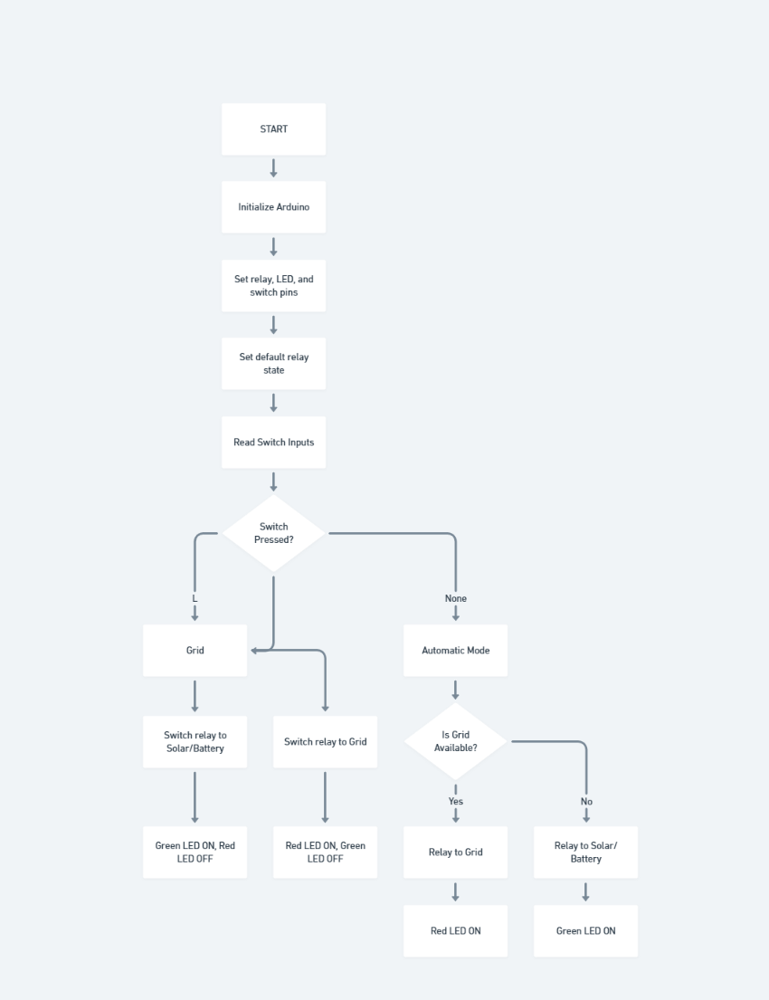 START
Initialize Arduino
Set relay, LED, and
switch pins
Set default relay
state
Read Switch Inputs
Switch
Pressed?
L
None
Grid
Automatic Mode
Switch relay to
Solar/Battery
Switch relay to Grid
Is Grid
Available?
Yes
No
Green LED ON, Red
LED OFF
Red LED ON, Green
LED OFF
Relay to Grid
Relay to Solar/
Battery
Red LED ON
Green LED ON